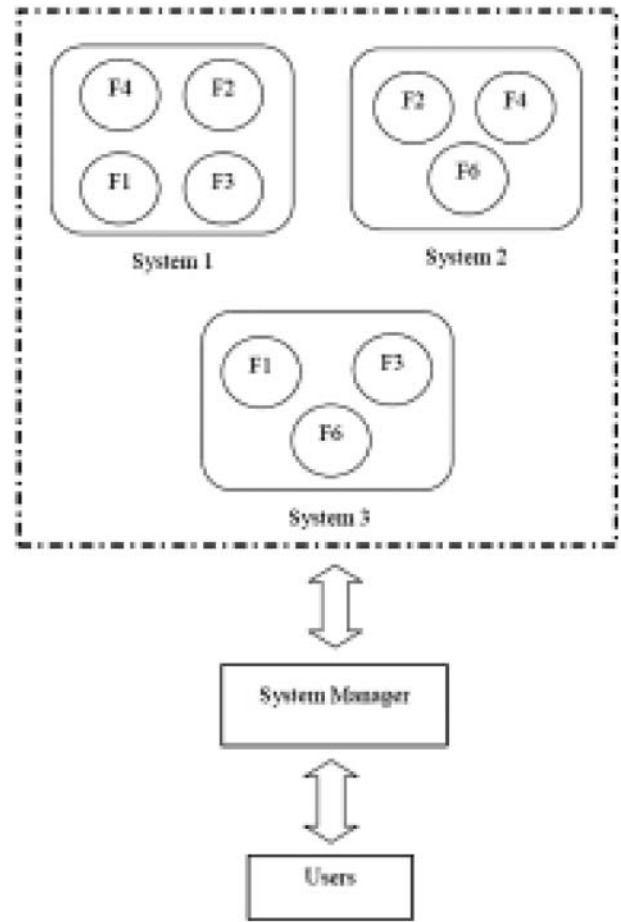 F4 F2
F1 F3
System 1
F2 F4
F6
System 2
F1 F3
F6
System 3
System Manager
Users